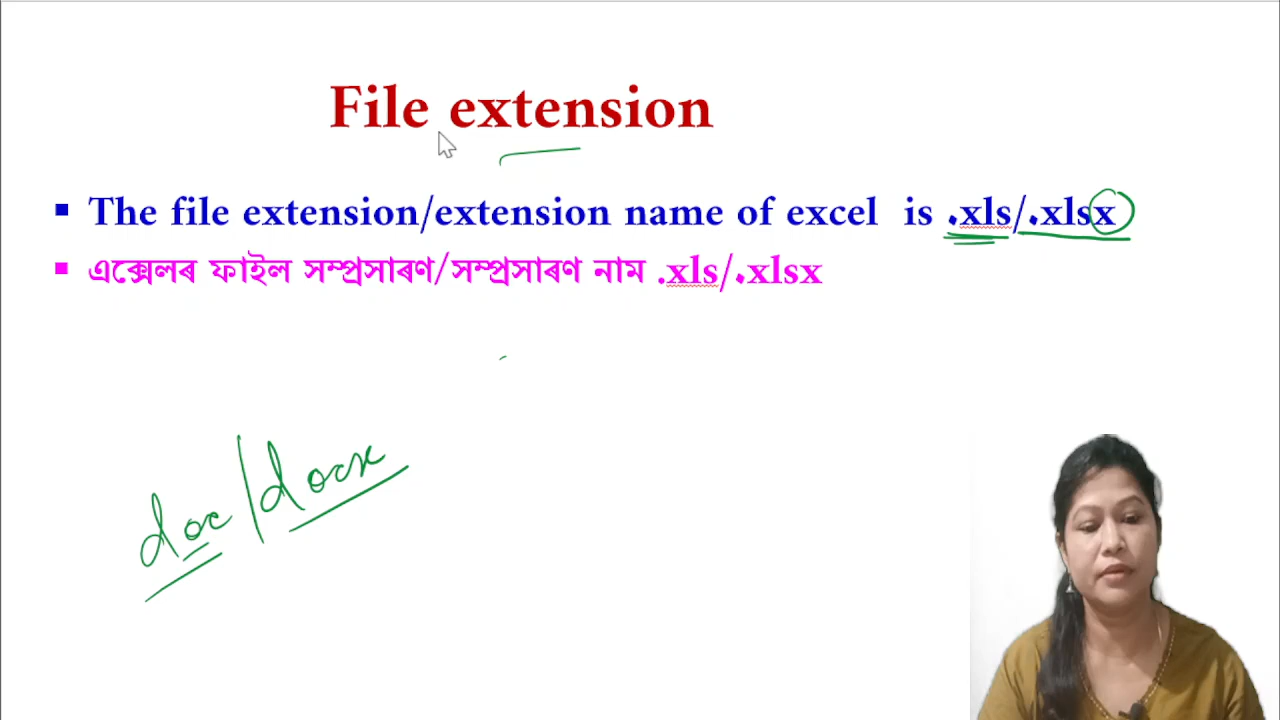 File extension
▪ The file extension/extension name of excel is .xls/.xlsx
▪ এক্সেলৰ ফাইল সম্প্ৰসাৰণ/সম্প্ৰসাৰণ নাম .xls/.xlsx
doc/docx